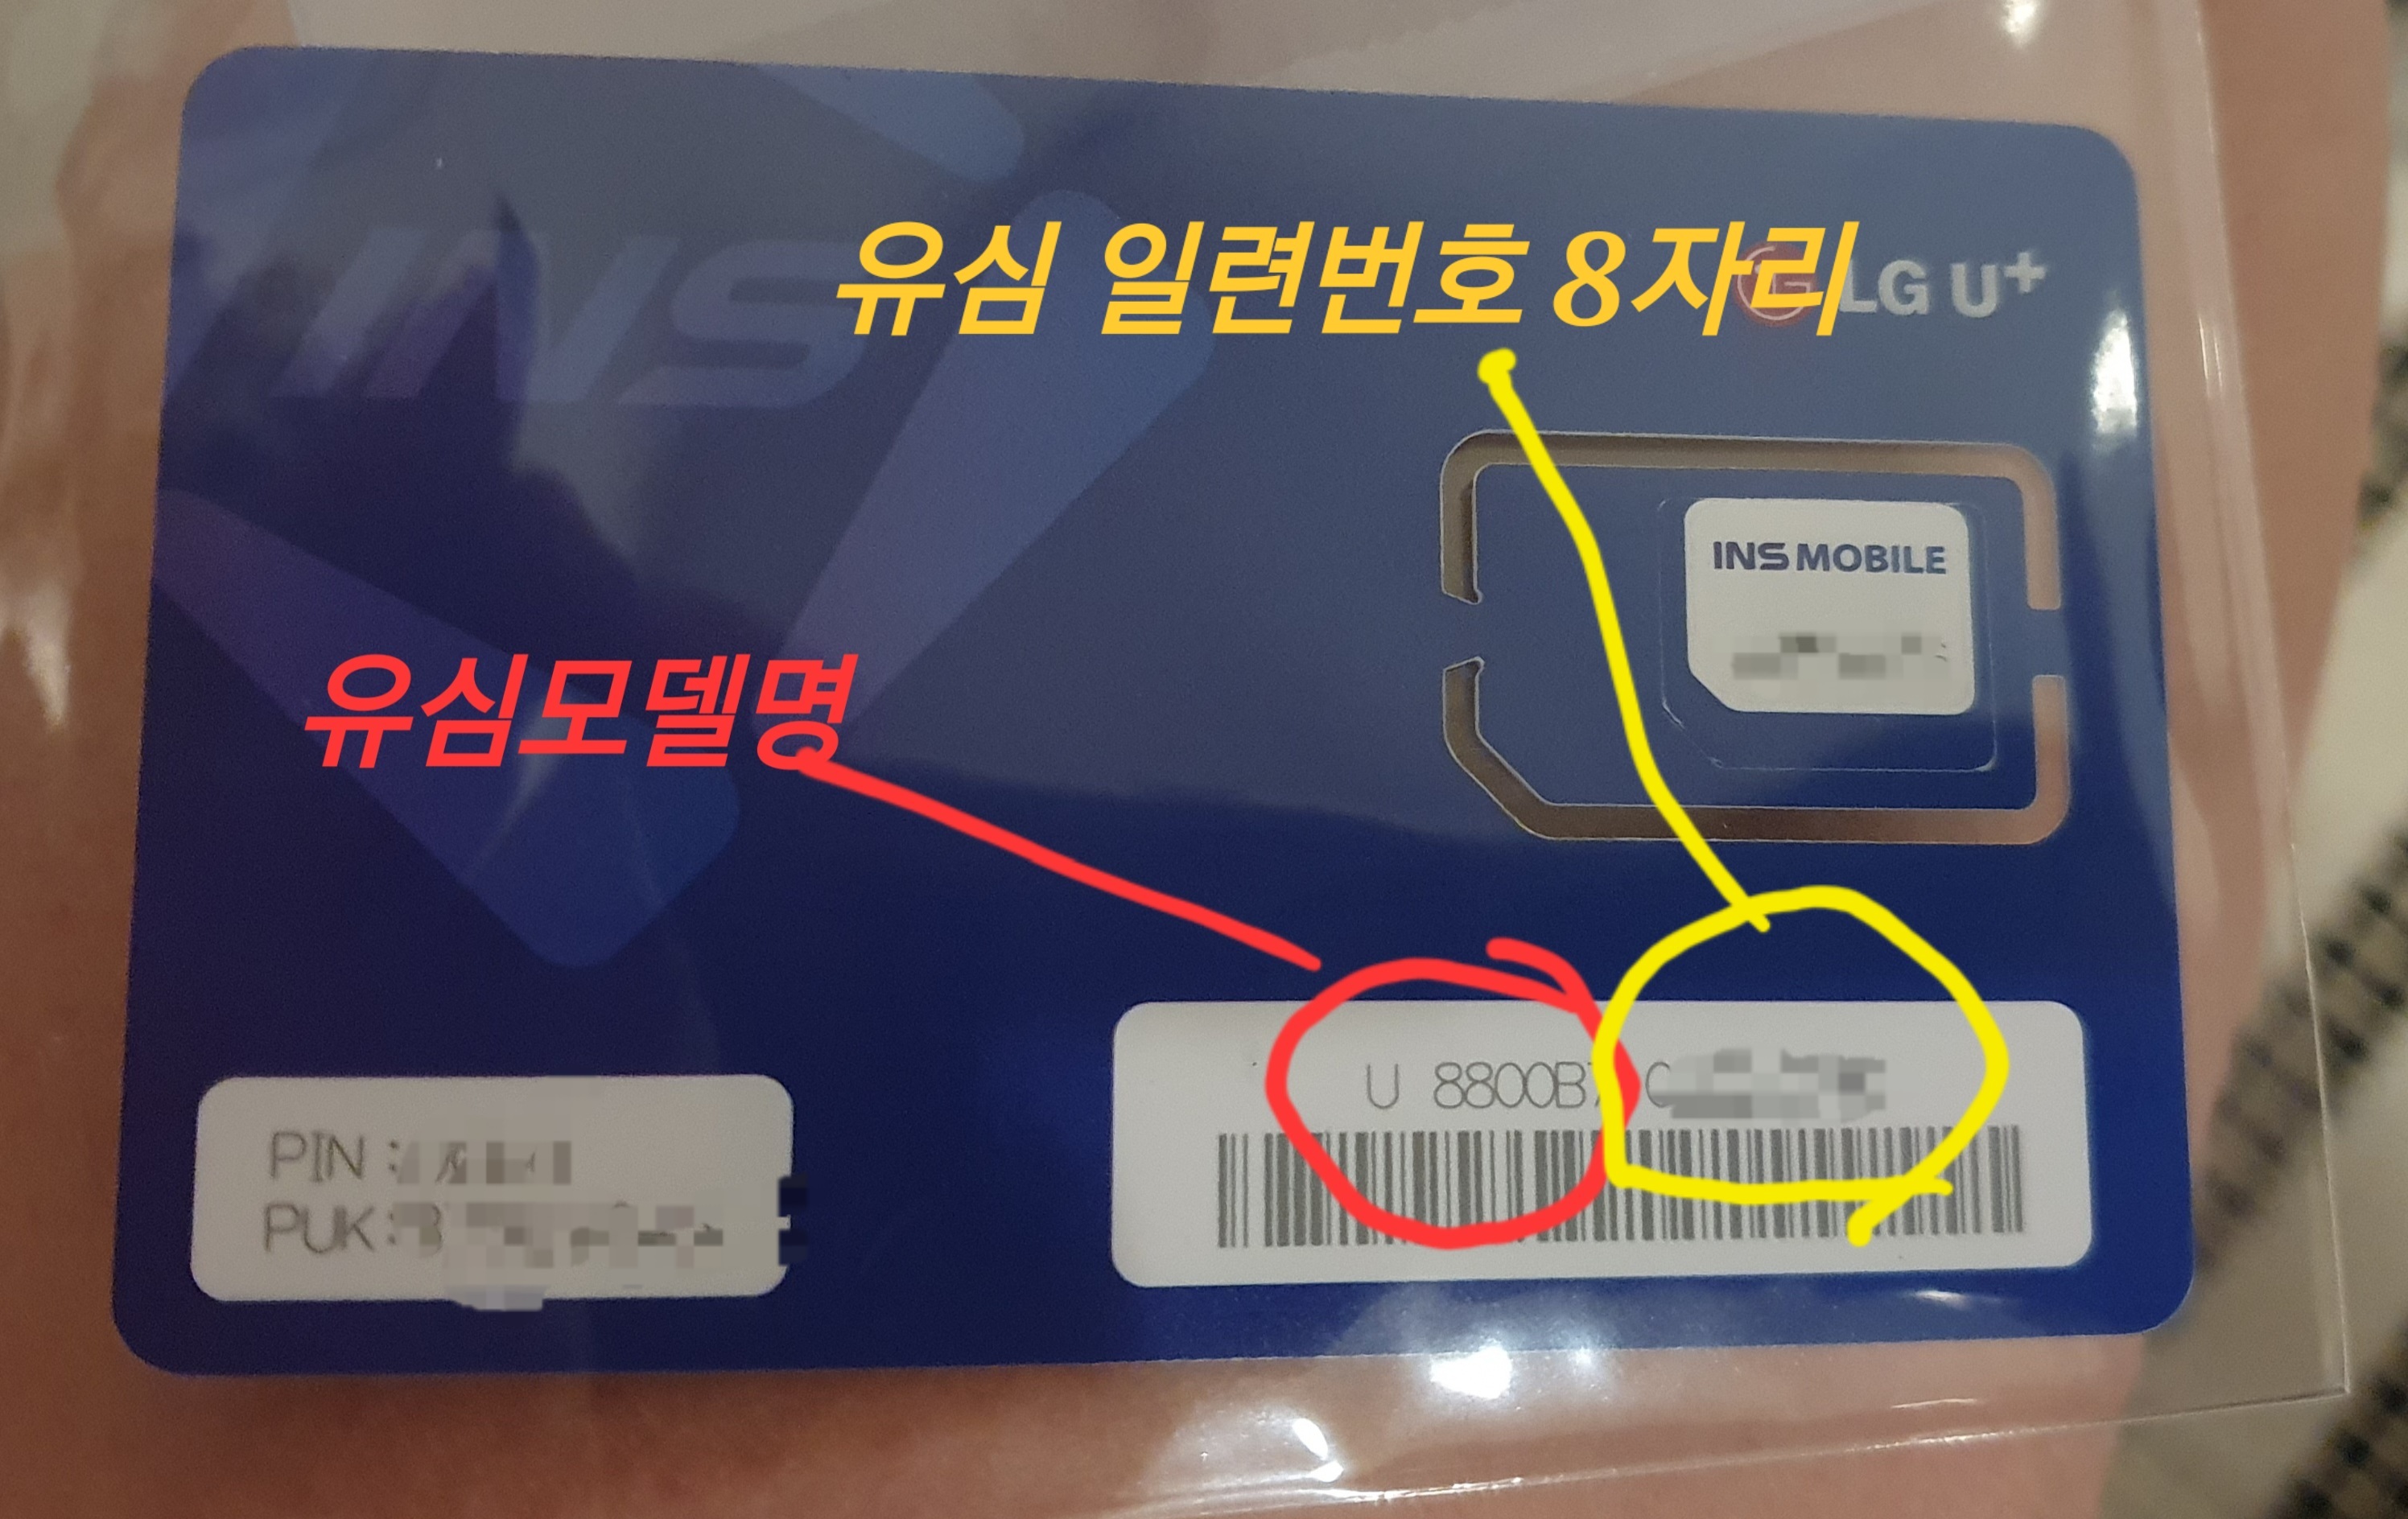 INS
유심 일련번호 8자리
LG U+
INS MOBILE
유심모델명
U 8800B7
PIN :
PUK :